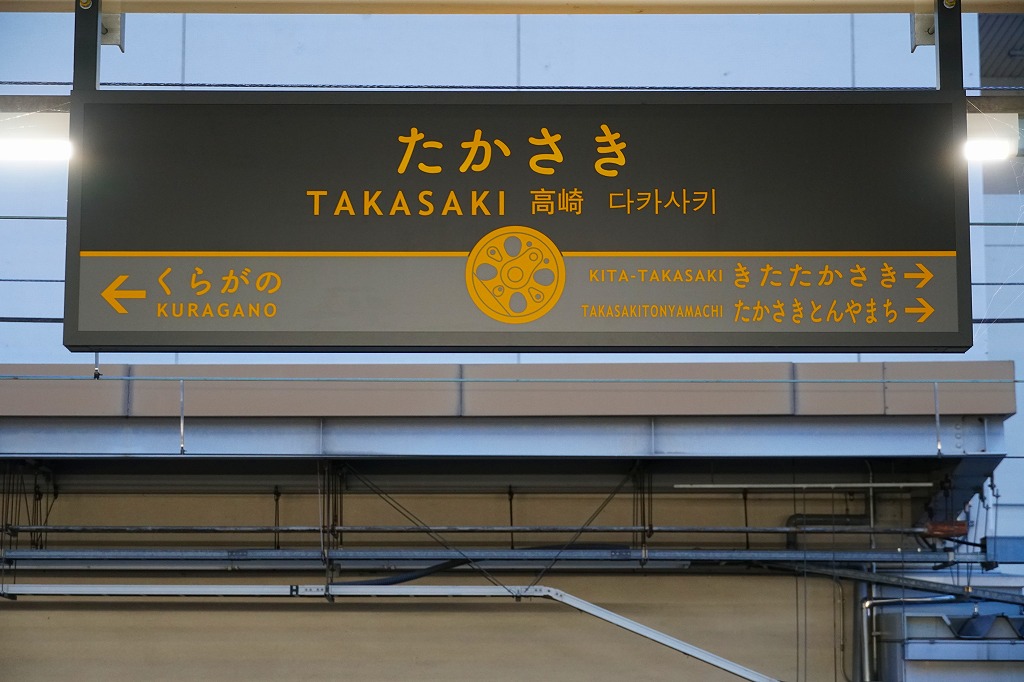 たかさき
TAKASAKI 高崎 다카사키
くらがの
KURAGANO
KITA-TAKASAKI きたたかさき
TAKASAKITONYAMACHI たかさきとんやまち
H